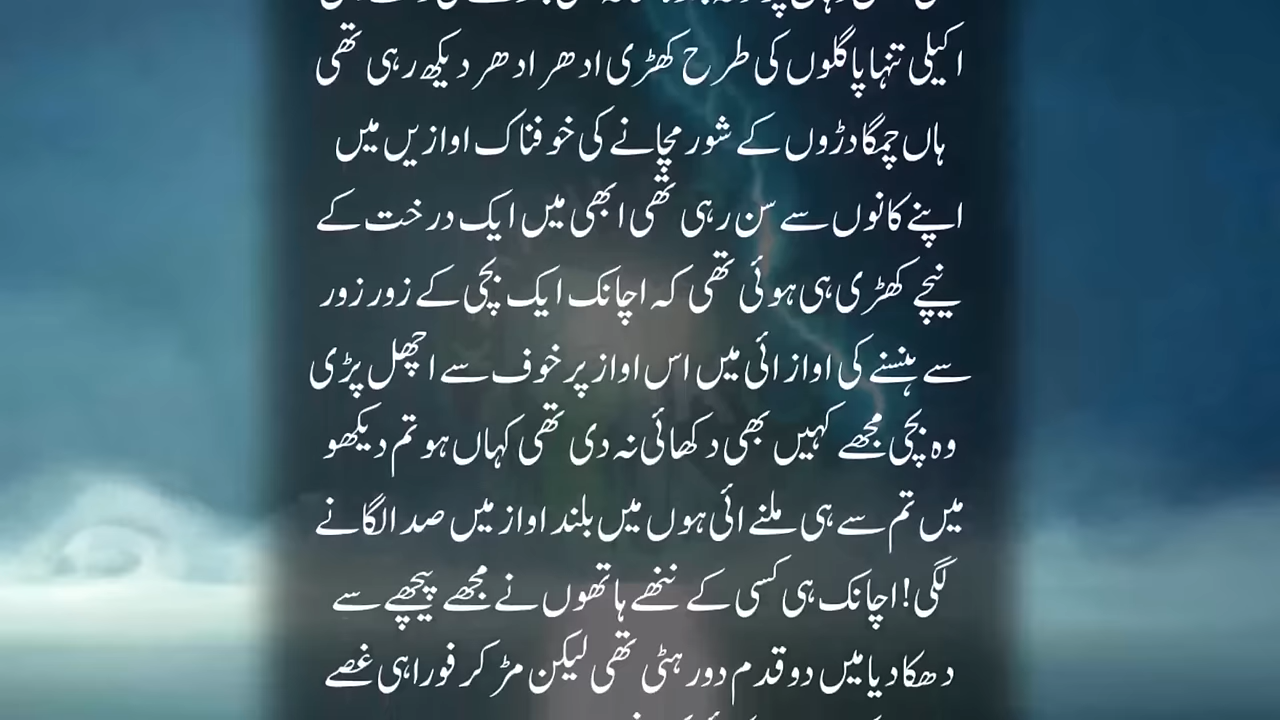 اکیلی تنہا پاگلوں کی طرح کھڑی ادھر ادھر دیکھ رہی تھی
ہاں چمگادڑوں کے شور مچانے کی خوفناک اوازیں میں
اپنے کانوں سے سن رہی تھی ابھی میں ایک درخت کے
نیچے کھڑی ہی ہوئی تھی کہ اچانک ایک بچی کے زور زور
سے ہنسنے کی اواز ائی میں اس اواز پر خوف سے اچھل پڑی
وہ بچی مجھے کہیں بھی دکھائی نہ دی تھی کہاں ہو تم دیکھو
میں تم سے ہی ملنے ائی ہوں میں بلند اواز میں صدا لگانے
لگی! اچانک ہی کسی کے ننھے ہاتھوں نے مجھے پیچھے سے
دھکا دیا میں دو قدم دور ہٹی تھی لیکن مڑ کر فورا ہی غصے